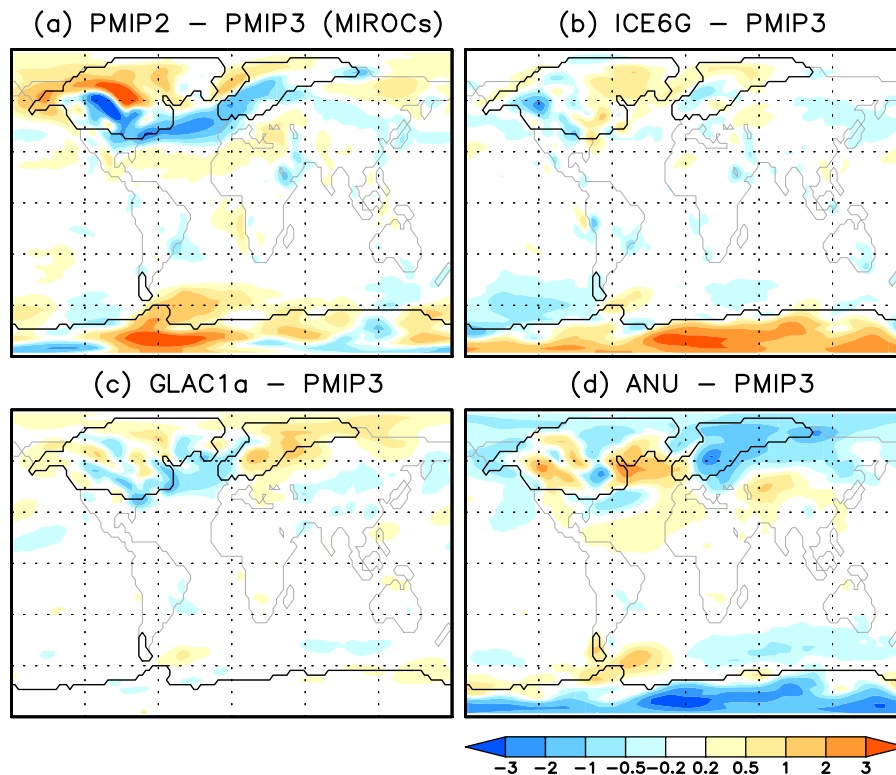 (a) PMIP2 − PMIP3 (MIROCs)
(b) ICE6G − PMIP3
(c) GLAC1a − PMIP3
(d) ANU − PMIP3
−3 −2 −1 −0.5 −0.2 0.2 0.5 1 2 3